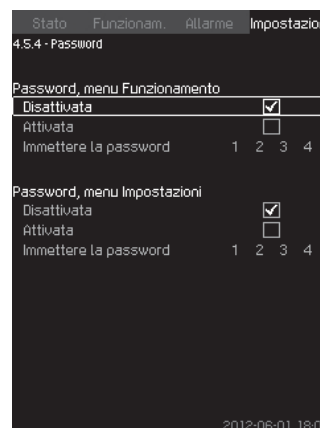 Stato Funzionam. Allarme Impostazio
4.5.4 - Password
Password, menu Funzionamento
Disattivata
Attivata
Immettere la password 1 2 3 4
Password, menu Impostazioni
Disattivata
Attivata
Immettere la password 1 2 3 4
2012-06-01 18:0